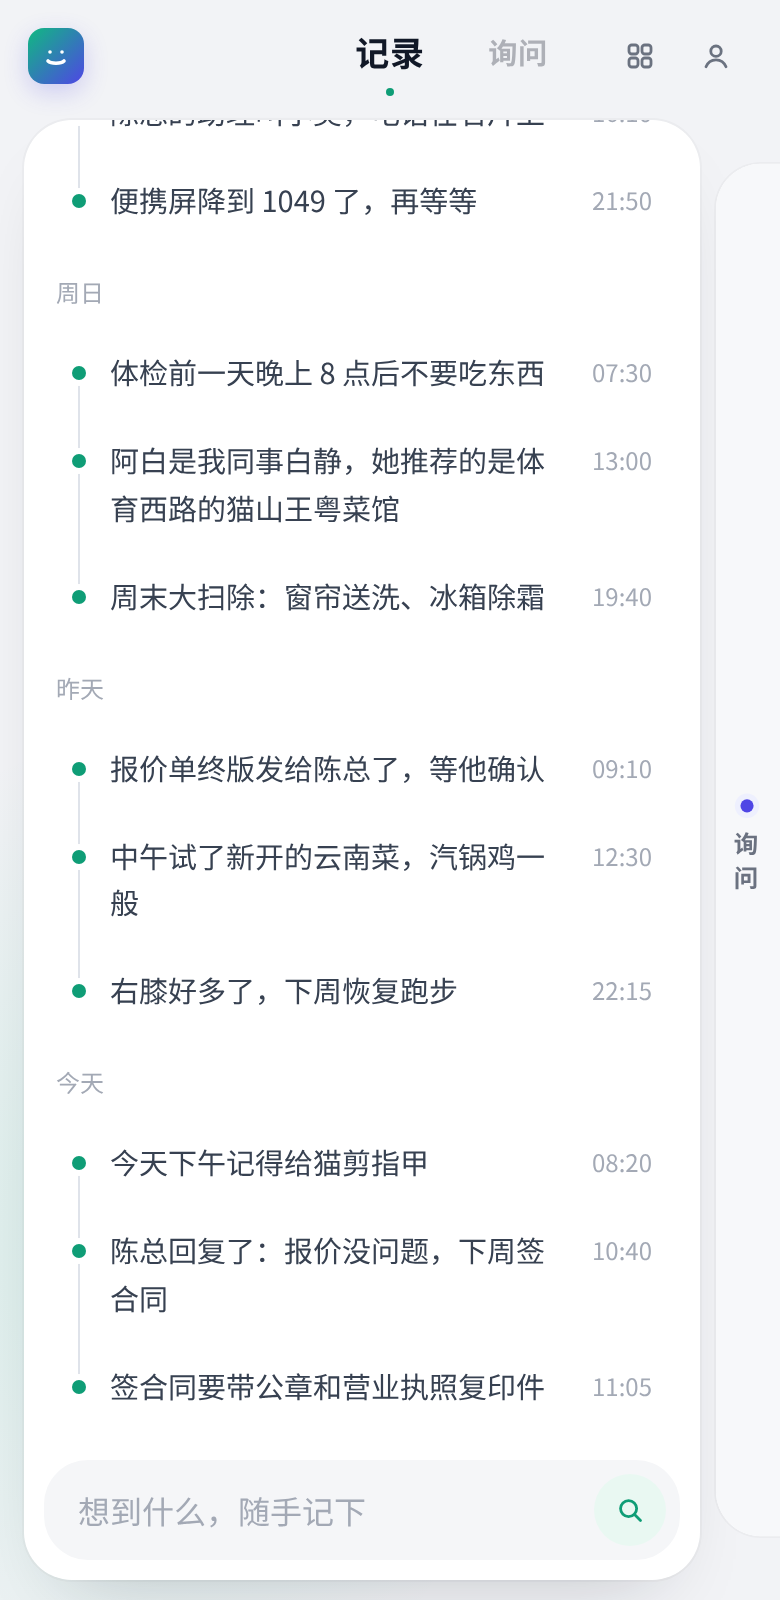 记录
询问
便携屏降到 1049 了，再等等
21:50
周日
体检前一天晚上 8 点后不要吃东西
07:30
阿白是我同事白静，她推荐的是体
13:00
育西路的猫山王粤菜馆
周末大扫除：窗帘送洗、冰箱除霜
19:40
昨天
报价单终版发给陈总了，等他确认
09:10
中午试了新开的云南菜，汽锅鸡一
12:30
般
右膝好多了，下周恢复跑步
22:15
今天
今天下午记得给猫剪指甲
08:20
陈总回复了：报价没问题，下周签
10:40
合同
签合同要带公章和营业执照复印件
11:05
想到什么，随手记下
询
问